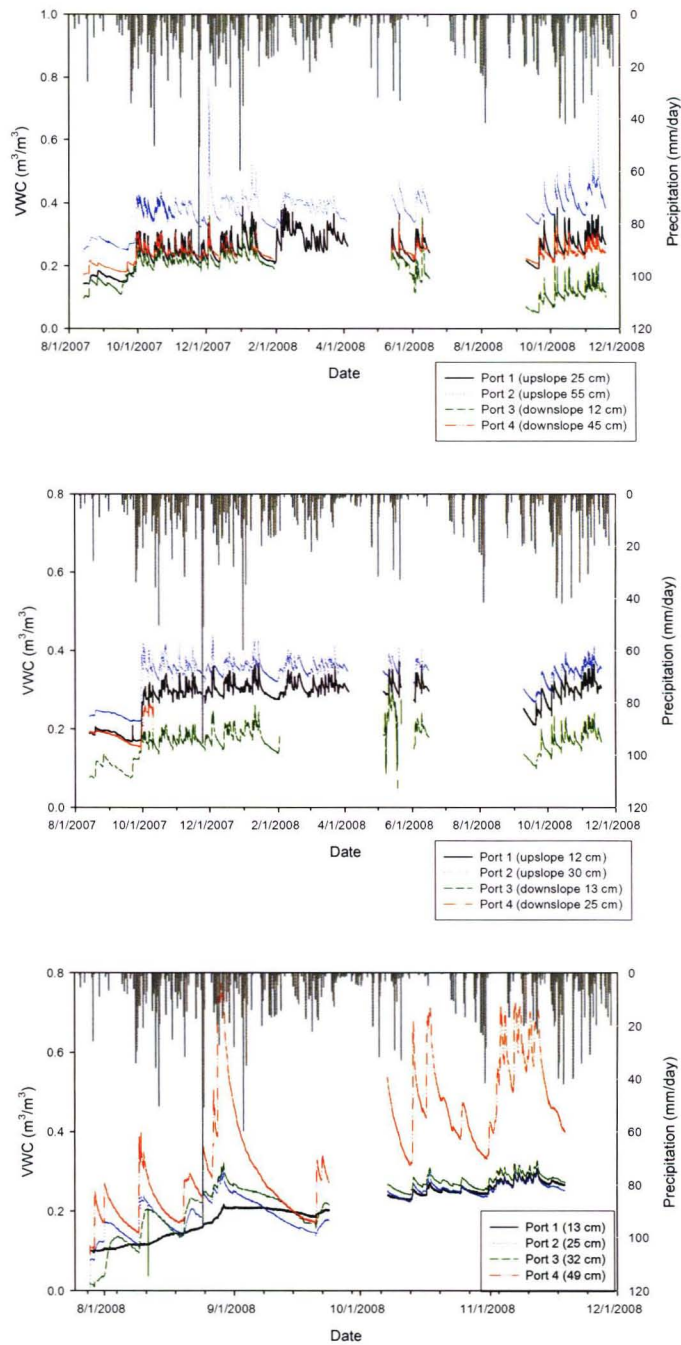 1.0
0.8
0.6
0.4
0.2
0.0
VWC (m³/m³)
0
20
40
60
80
100
120
Precipitation (mm/day)
8/1/2007 10/1/2007 12/1/2007 2/1/2008 4/1/2008 6/1/2008 8/1/2008 10/1/2008 12/1/2008
Date
Port 1 (upslope 25 cm)
Port 2 (upslope 55 cm)
Port 3 (downslope 12 cm)
Port 4 (downslope 45 cm)
0.8
0.6
0.4
0.2
0.0
VWC (m³/m³)
0
20
40
60
80
100
120
Precipitation (mm/day)
8/1/2007 10/1/2007 12/1/2007 2/1/2008 4/1/2008 6/1/2008 8/1/2008 10/1/2008 12/1/2008
Date
Port 1 (upslope 12 cm)
Port 2 (upslope 30 cm)
Port 3 (downslope 13 cm)
Port 4 (downslope 25 cm)
0.8
0.6
0.4
0.2
0.0
VWC (m³/m³)
0
20
40
60
80
100
120
Precipitation (mm/day)
Port 1 (13 cm)
Port 2 (25 cm)
Port 3 (32 cm)
Port 4 (49 cm)
8/1/2008 9/1/2008 10/1/2008 11/1/2008 12/1/2008
Date